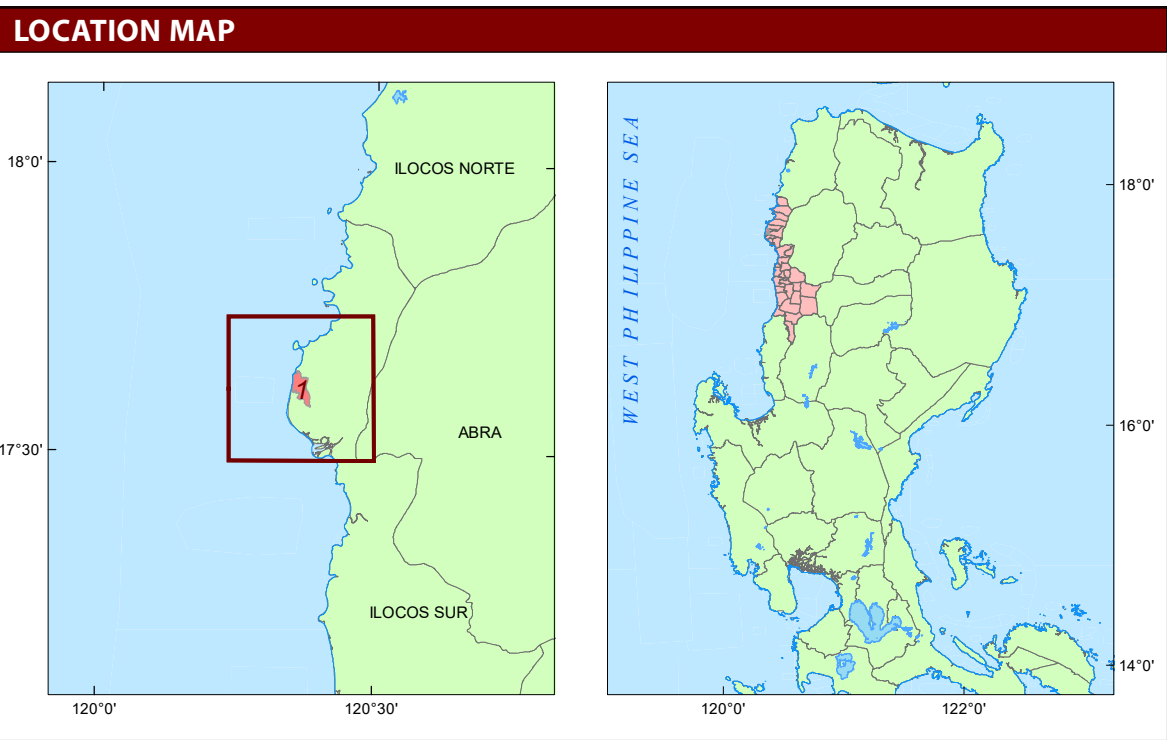 LOCATION MAP
18°0'
17°30'
120°0'
120°30'
ILOCOS NORTE
ABRA
ILOCOS SUR
1
WEST PHILIPPINE SEA
18°0'
16°0'
14°0'
120°0'
122°0'